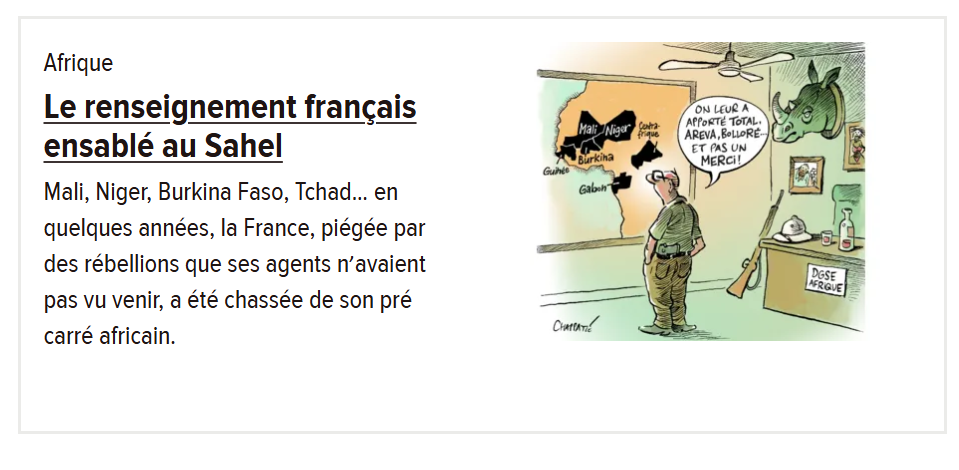 Afrique
Le renseignement français
ensablé au Sahel
Mali, Niger, Burkina Faso, Tchad… en
quelques années, la France, piégée par
des rébellions que ses agents n’avaient
pas vu venir, a été chassée de son pré
carré africain.
ON LEUR A
APPORTÉ TOTAL,
AREVA, BOLLORÉ...
ET PAS UN
MERCI!
Mali
Niger
Centra-
frique
Burkina
Guinée
Gabon
DGSE
AFRIQUE
CHAPPATTE